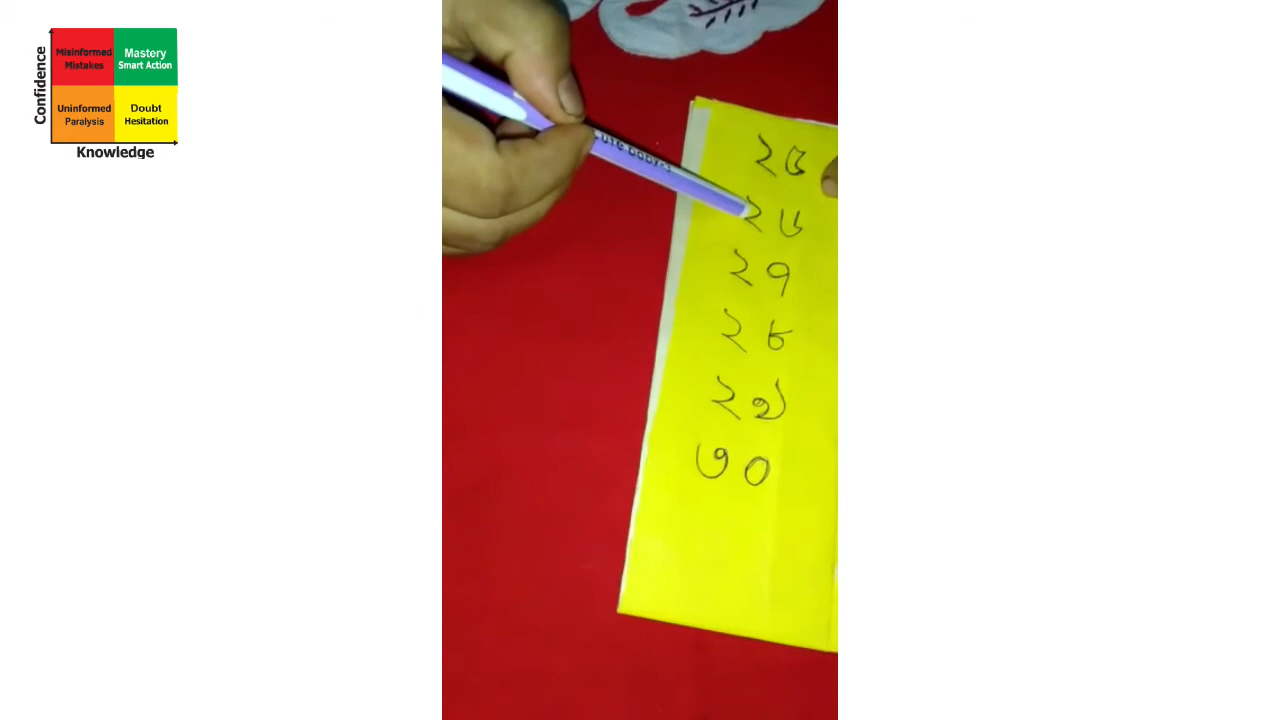 Confidence
Misinformed
Mistakes
Mastery
Smart Action
Uninformed
Paralysis
Doubt
Hesitation
Knowledge
২৫
২৬
২৭
২৮
২৯
৩০